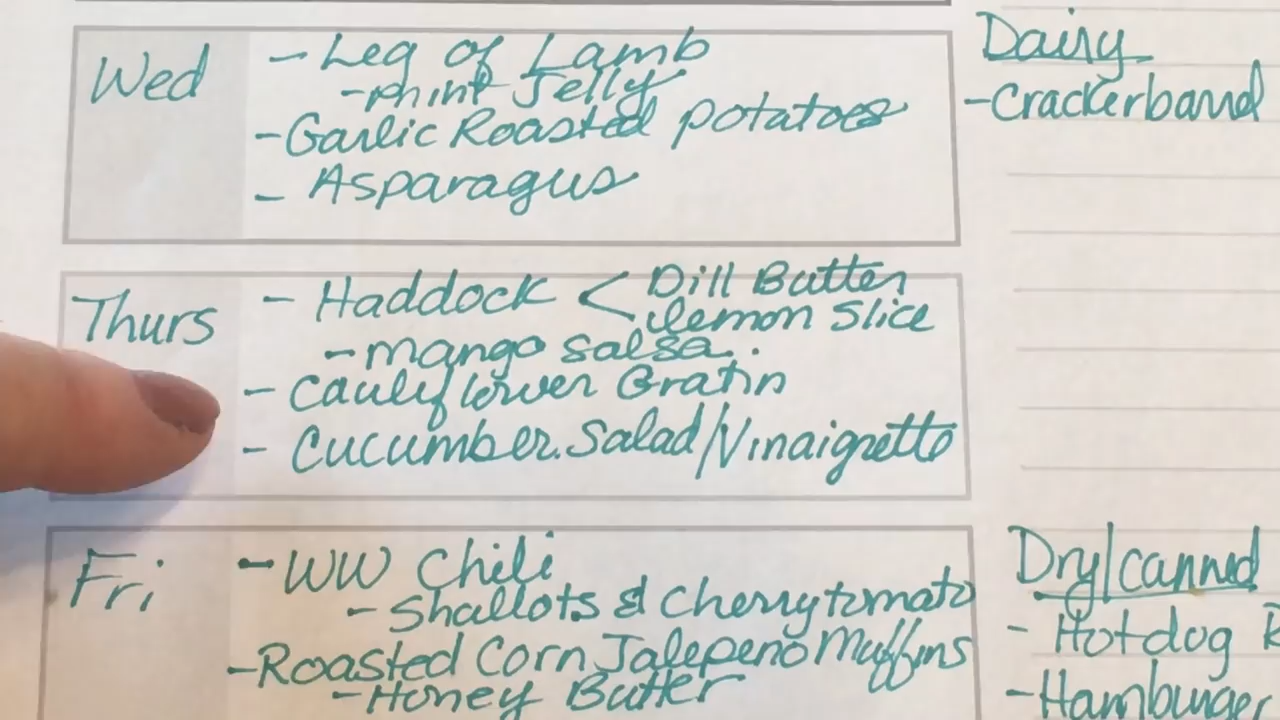 Wed
- Leg of Lamb
- Mint Jelly
- Garlic Roasted potatoes
- Asparagus
Thurs
- Haddock < Dill Butter
lemon slice
- mango salsa
- Cauliflower Gratin
- Cucumber Salad/Vinaigrette
Fri
- WW Chili
- Shallots & Cherry tomato
- Roasted Corn Jalepeno Muffins
- Honey Butter
Dairy
- Crackerbarrel
Dry/canned
- Hotdog
- Hamburger